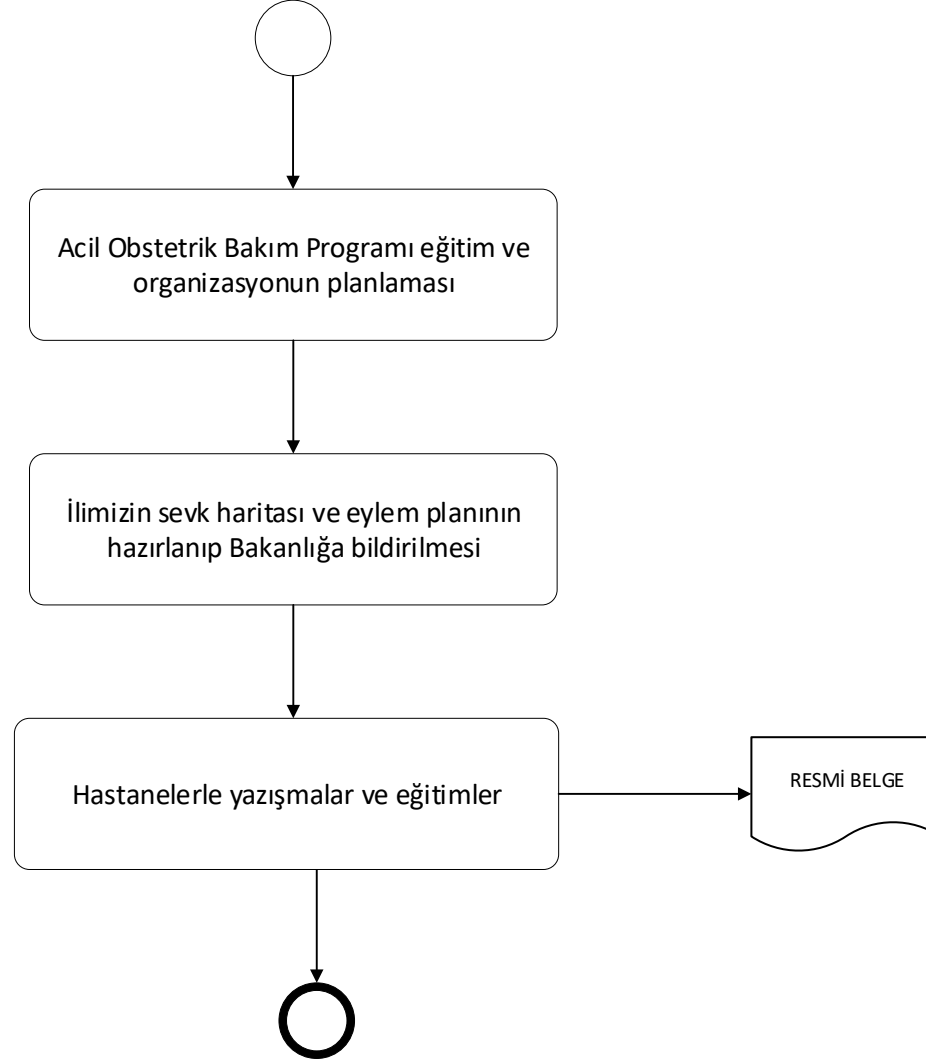 Acil Obstetrik Bakım Programı eğitim ve
organizasyonun planlaması
İlimizin sevk haritası ve eylem planının
hazırlanıp Bakanlığa bildirilmesi
Hastanelerle yazışmalar ve eğitimler
RESMİ BELGE